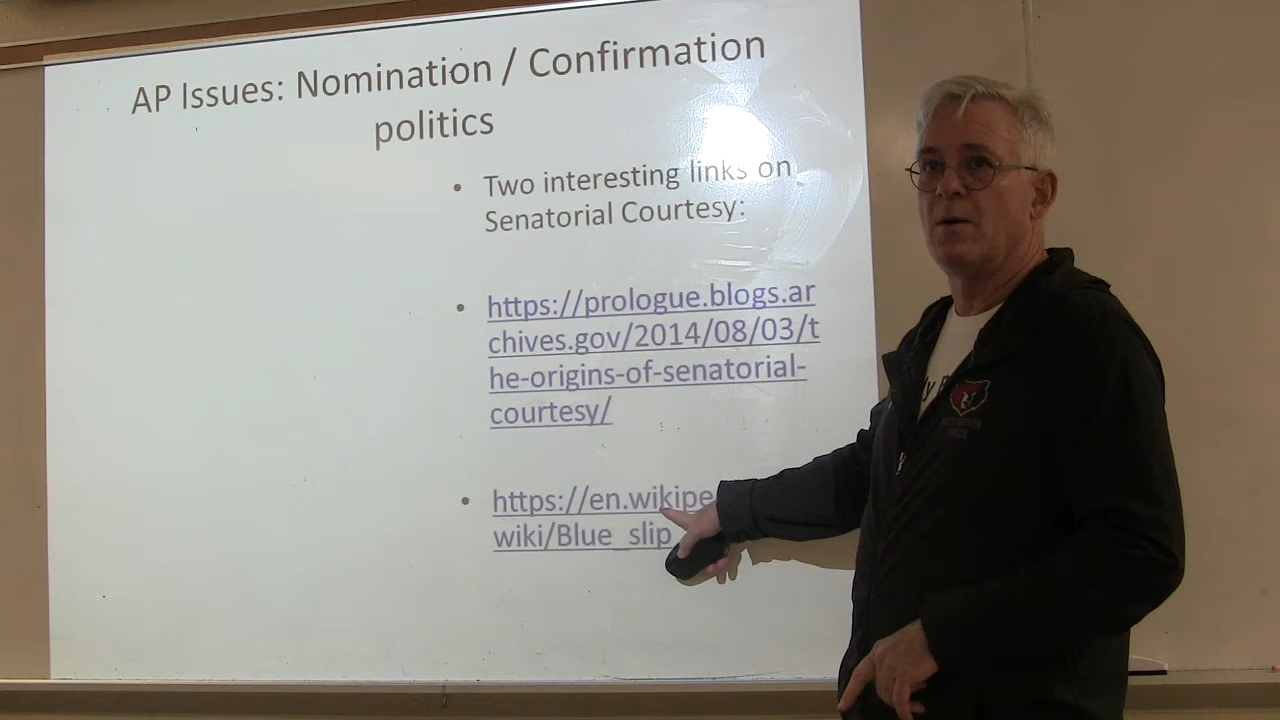 AP Issues: Nomination / Confirmation
politics
• Two interesting links on
Senatorial Courtesy:
• https://prologue.blogs.ar
chives.gov/2014/08/03/t
he-origins-of-senatorial-
courtesy/
• https://en.wikipe
wiki/Blue_slip